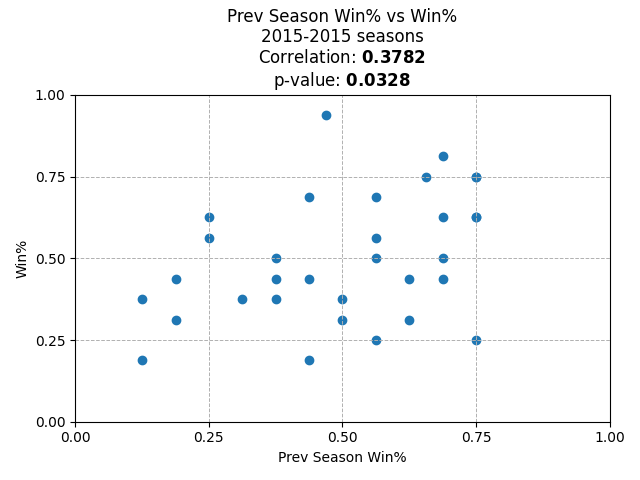 Prev Season Win% vs Win%
2015-2015 seasons
Correlation: 0.3782
p-value: 0.0328
1.00
0.75
0.50
0.25
0.00
Win%
0.00 0.25 0.50 0.75 1.00
Prev Season Win%